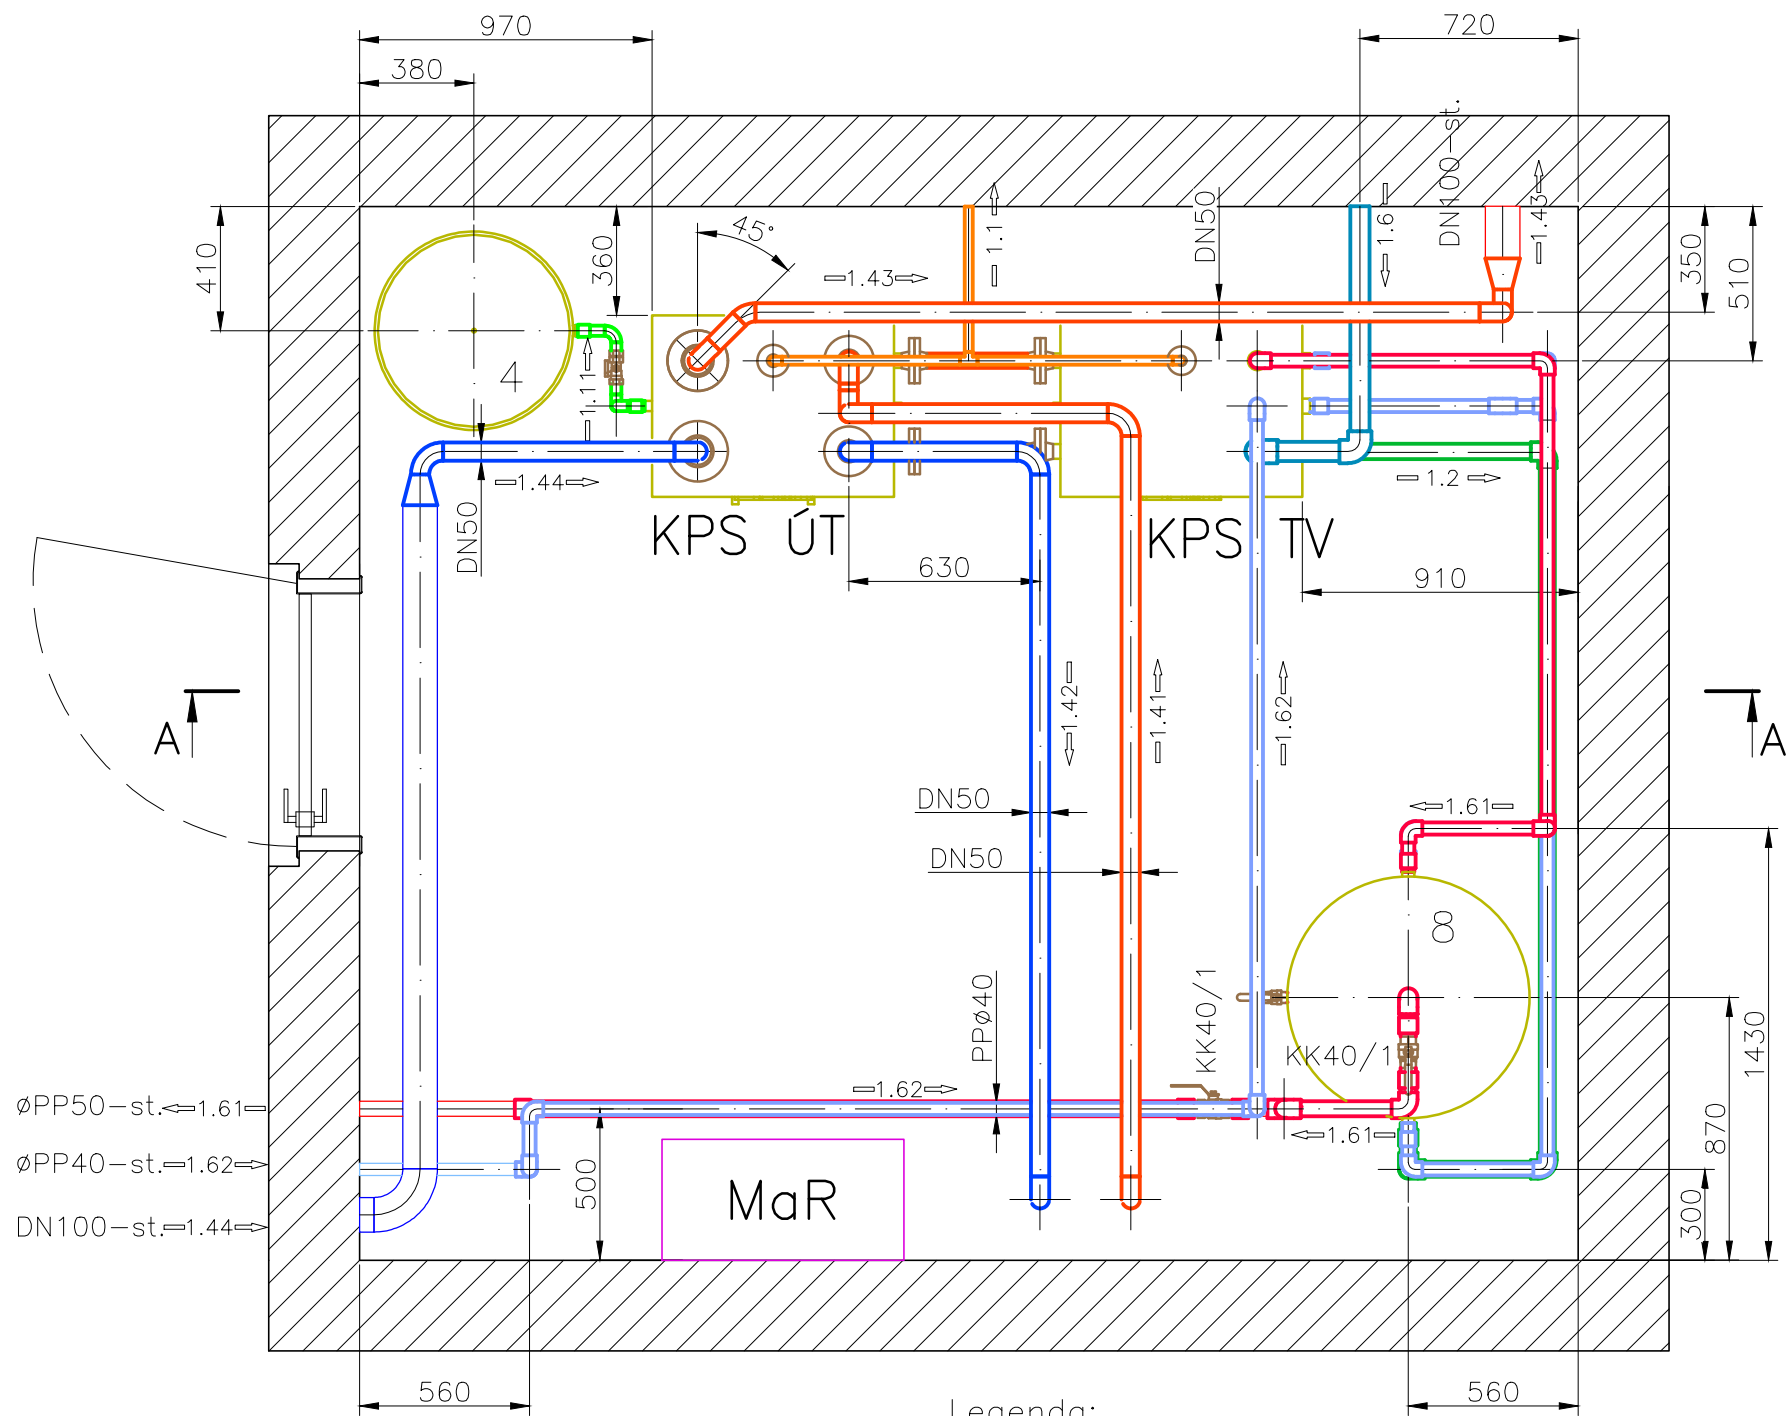 970
720
380
DN100-st.
45°
DN50
1.1
1.6
1.43
1.43
410
360
350
510
4
1.11
1.44
DN50
1.2
KPS ÚT
KPS TV
630
910
A
A
1.42
1.41
1.62
DN50
DN50
1.61
8
PPø40
KK40/1
KK40/1
1430
870
1.62
1.61
øPP50-st. 1.61
øPP40-st. 1.62
DN100-st. 1.44
500
MaR
300
560
560
Legenda: